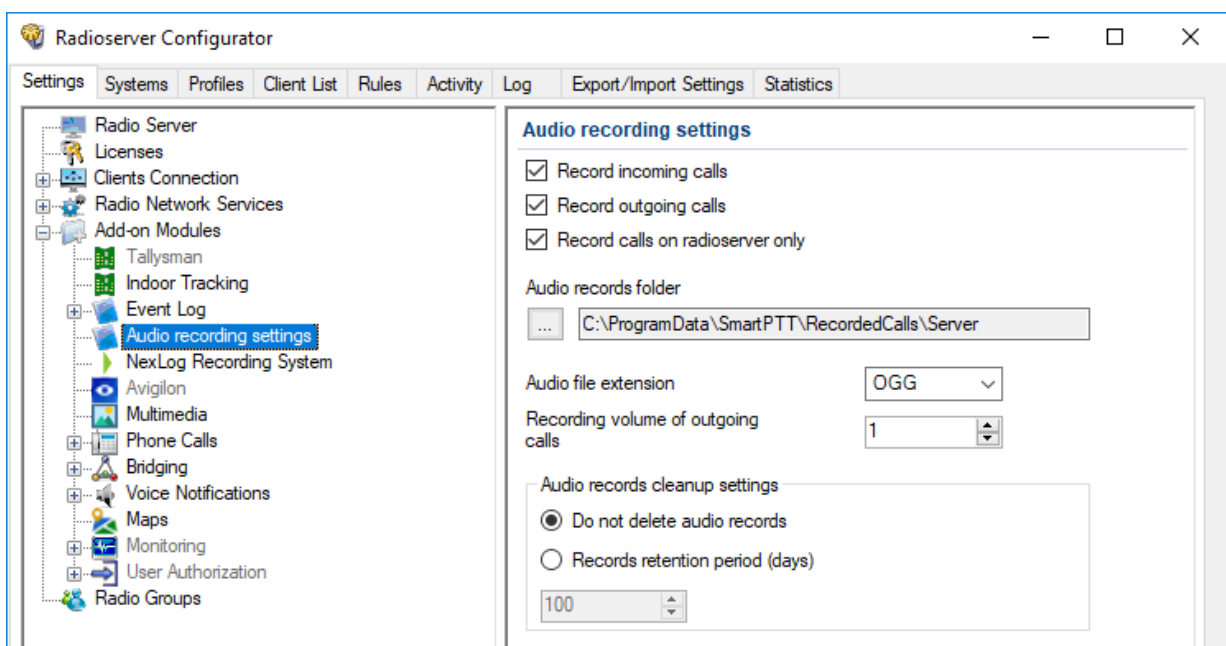 Radioserver Configurator
Settings Systems Profiles Client List Rules Activity Log Export/Import Settings Statistics
Radio Server
Licenses
Clients Connection
Radio Network Services
Add-on Modules
Tallysman
Indoor Tracking
Event Log
Audio recording settings
NexLog Recording System
Avigilon
Multimedia
Phone Calls
Bridging
Voice Notifications
Maps
Monitoring
User Authorization
Radio Groups
Audio recording settings
Record incoming calls
Record outgoing calls
Record calls on radioserver only
Audio records folder
... C:\ProgramData\SmartPTT\RecordedCalls\Server
Audio file extension OGG
Recording volume of outgoing
calls 1
Audio records cleanup settings
Do not delete audio records
Records retention period (days)
100